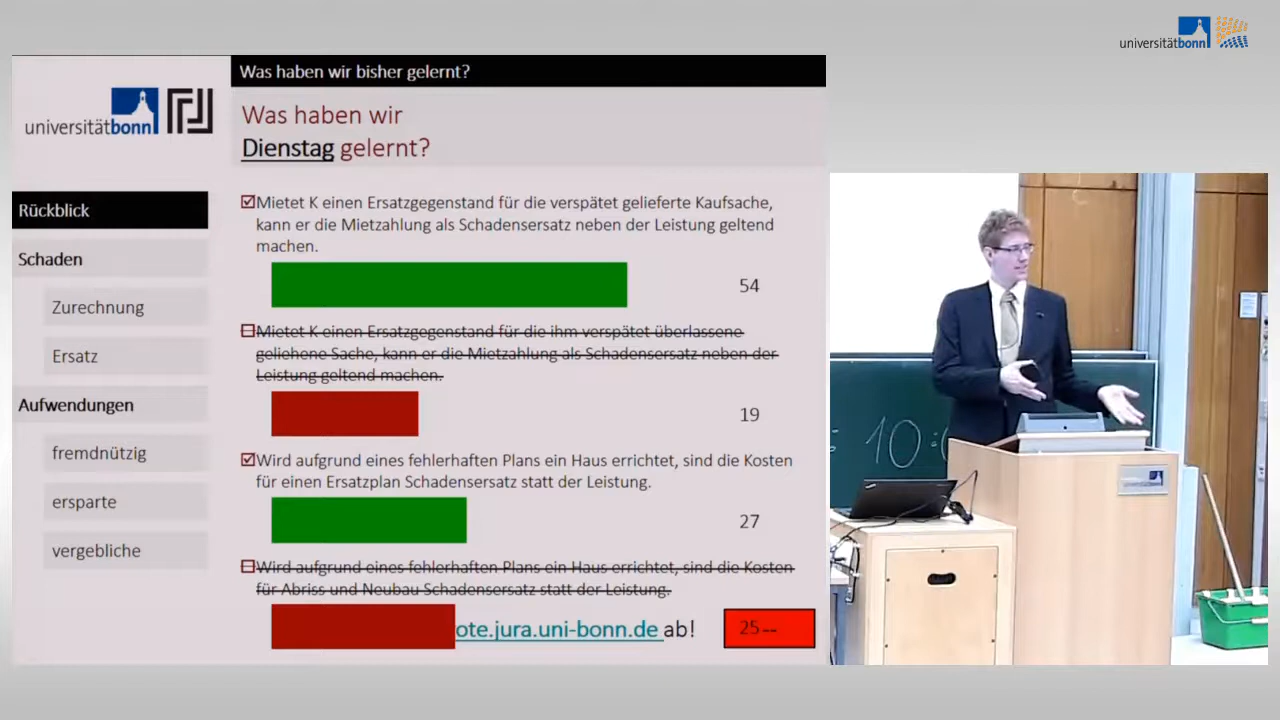 universitätbonn
Was haben wir bisher gelernt?
universitätbonn
Was haben wir
Dienstag gelernt?
Rückblick
Schaden
Zurechnung
Ersatz
Aufwendungen
fremdnützig
ersparte
vergebliche
Mietet K einen Ersatzgegenstand für die verspätet gelieferte Kaufsache,
kann er die Mietzahlung als Schadensersatz neben der Leistung geltend
machen.
54
Mietet K einen Ersatzgegenstand für die ihm verspätet überlassene
geliehene Sache, kann er die Mietzahlung als Schadensersatz neben der
Leistung geltend machen.
19
Wird aufgrund eines fehlerhaften Plans ein Haus errichtet, sind die Kosten
für einen Ersatzplan Schadensersatz statt der Leistung.
27
Wird aufgrund eines fehlerhaften Plans ein Haus errichtet, sind die Kosten
für Abriss und Neubau Schadensersatz statt der Leistung.
ote.jura.uni-bonn.de ab!
25--
10: